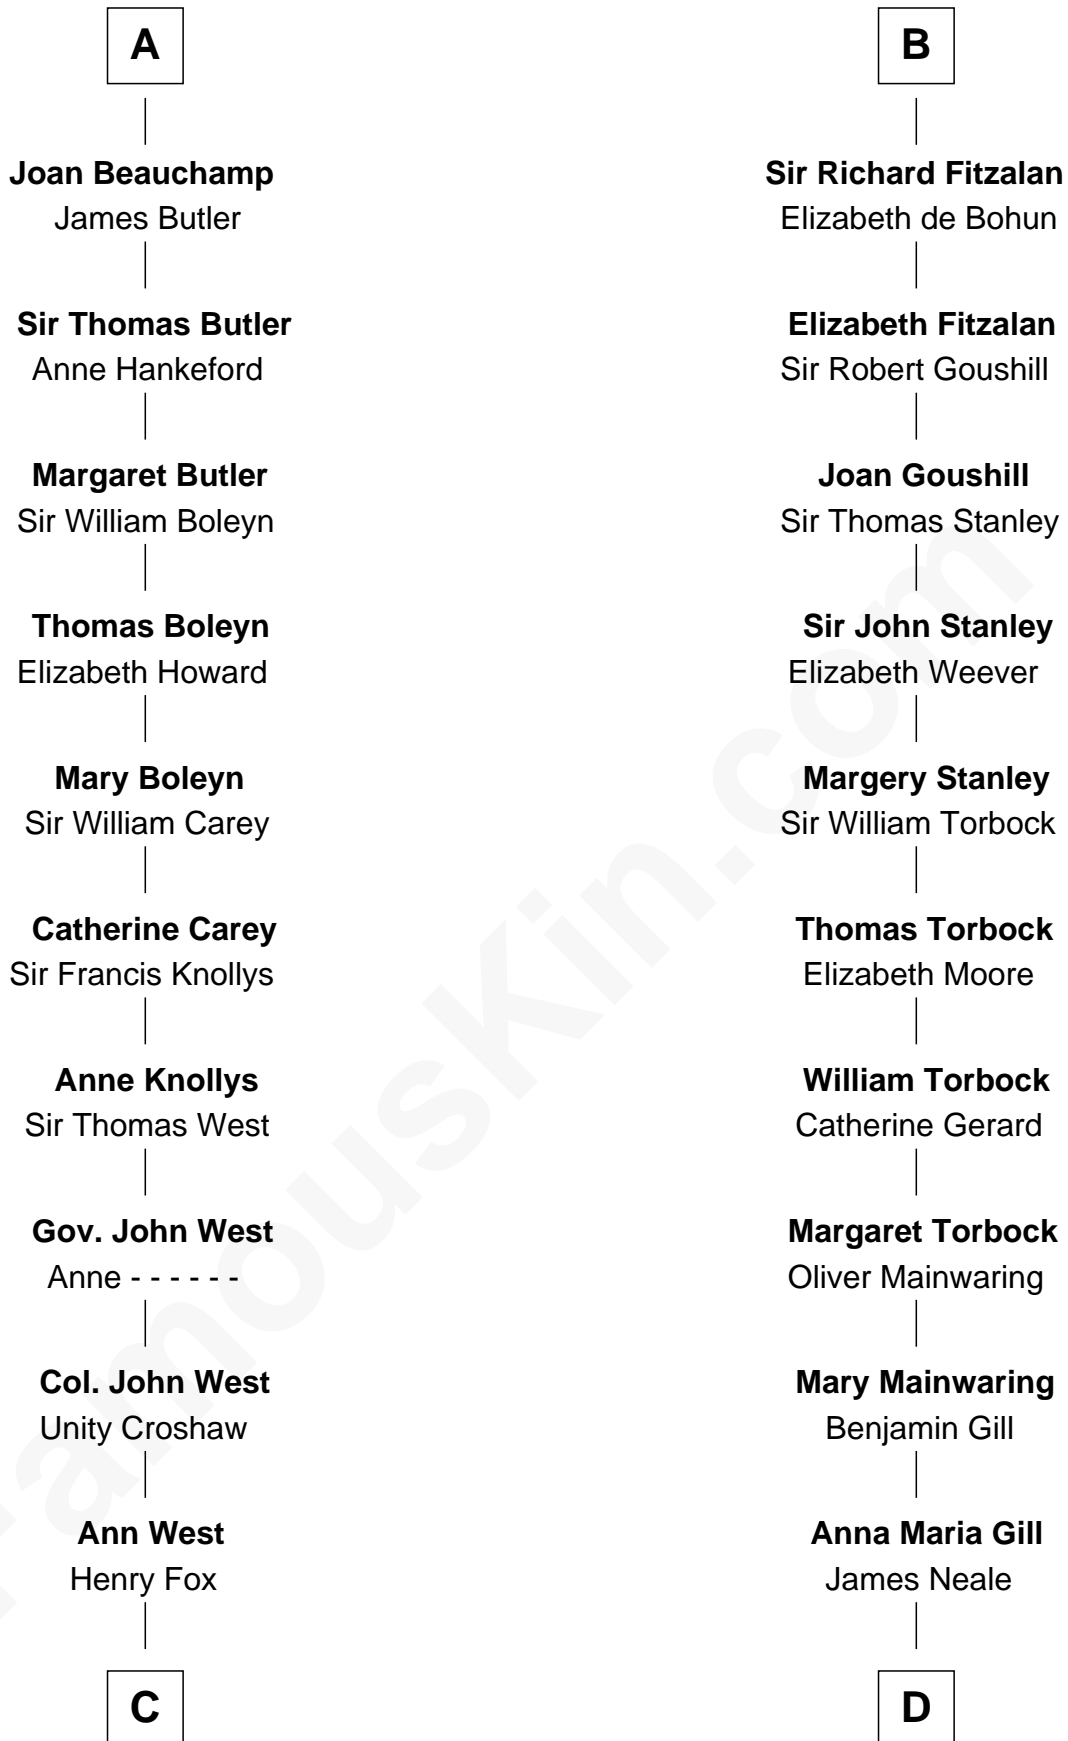 A
Joan Beauchamp
James Butler
Sir Thomas Butler
Anne Hankeford
Margaret Butler
Sir William Boleyn
Thomas Boleyn
Elizabeth Howard
Mary Boleyn
Sir William Carey
Catherine Carey
Sir Francis Knollys
Anne Knollys
Sir Thomas West
Gov. John West
Anne - - - - - -
Col. John West
Unity Croshaw
Ann West
Henry Fox
C
B
Sir Richard Fitzalan
Elizabeth de Bohun
Elizabeth Fitzalan
Sir Robert Goushill
Joan Goushill
Sir Thomas Stanley
Sir John Stanley
Elizabeth Weever
Margery Stanley
Sir William Torbock
Thomas Torbock
Elizabeth Moore
William Torbock
Catherine Gerard
Margaret Torbock
Oliver Mainwaring
Mary Mainwaring
Benjamin Gill
Anna Maria Gill
James Neale
D
FamousKin.com